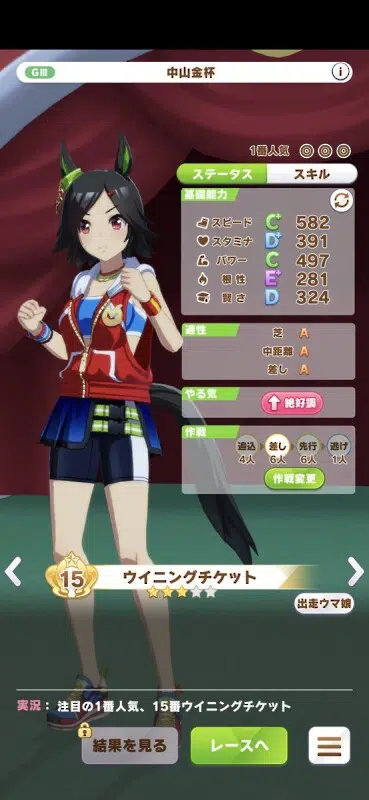 GⅢ 中山金杯 i
1番人気 ◎ ◎ ◎
ステータス スキル
基礎能力
スピード C+ 582
スタミナ D+ 391
パワー C 497
根性 E+ 281
賢さ D 324
適性
芝 A
中距離 A
差し A
やる気 絶好調
作戦 追込 差し 先行 逃げ
4人 6人 6人 1人
作戦変更
15 ウイニングチケット
出走ウマ娘
実況： 注目の1番人気、15番ウイニングチケット
結果を見る レースへ